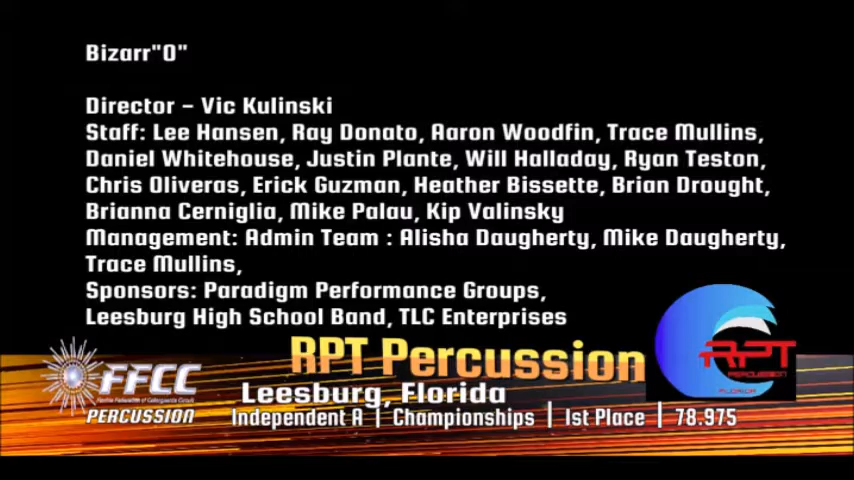 Bizarr"O"
Director – Vic Kulinski
Staff: Lee Hansen, Ray Donato, Aaron Woodfin, Trace Mullins,
Daniel Whitehouse, Justin Plante, Will Halladay, Ryan Teston,
Chris Oliveras, Erick Guzman, Heather Bissette, Brian Drought,
Brianna Cerniglia, Mike Palau, Kip Valinsky
Management: Admin Team : Alisha Daugherty, Mike Daugherty,
Trace Mullins,
Sponsors: Paradigm Performance Groups,
Leesburg High School Band, TLC Enterprises
RPT Percussion
RPT
PERCUSSION
FLORIDA
FFCC
PERCUSSION
Leesburg, Florida
Independent A | Championships | 1st Place | 78.975